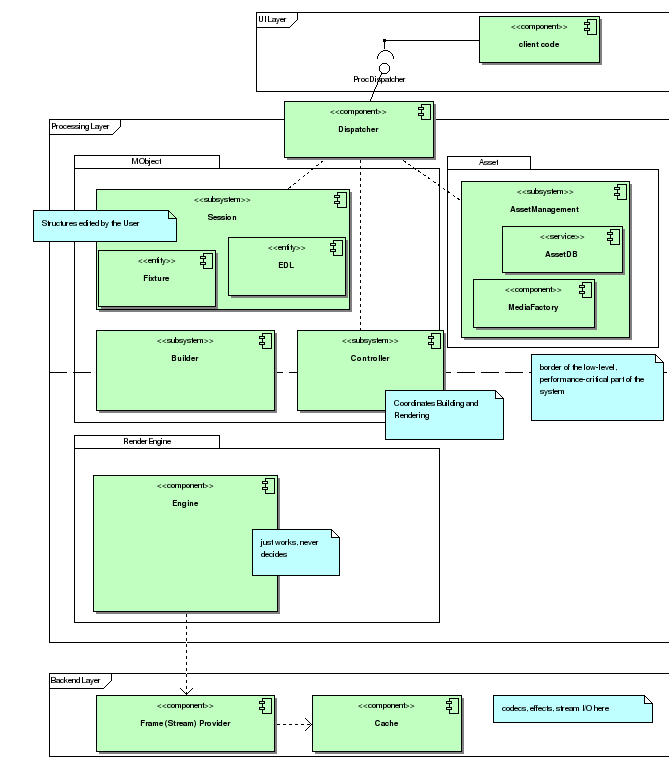 UI Layer
<<component>>
client code
ProcDispatcher
<<component>>
Dispatcher
Processing Layer
MObject
Asset
<<subsystem>>
Session
Structures edited by the User
<<entity>>
Fixture
<<entity>>
EDL
<<subsystem>>
AssetManagement
<<service>>
AssetDB
<<component>>
MediaFactory
<<subsystem>>
Builder
<<subsystem>>
Controller
border of the low-level,
performance-critical part of the
system
Coordinates Building and
Rendering
RenderEngine
<<component>>
Engine
just works, never
decides
Backend Layer
<<component>>
Frame (Stream) Provider
<<component>>
Cache
codecs, effects, stream I/O here